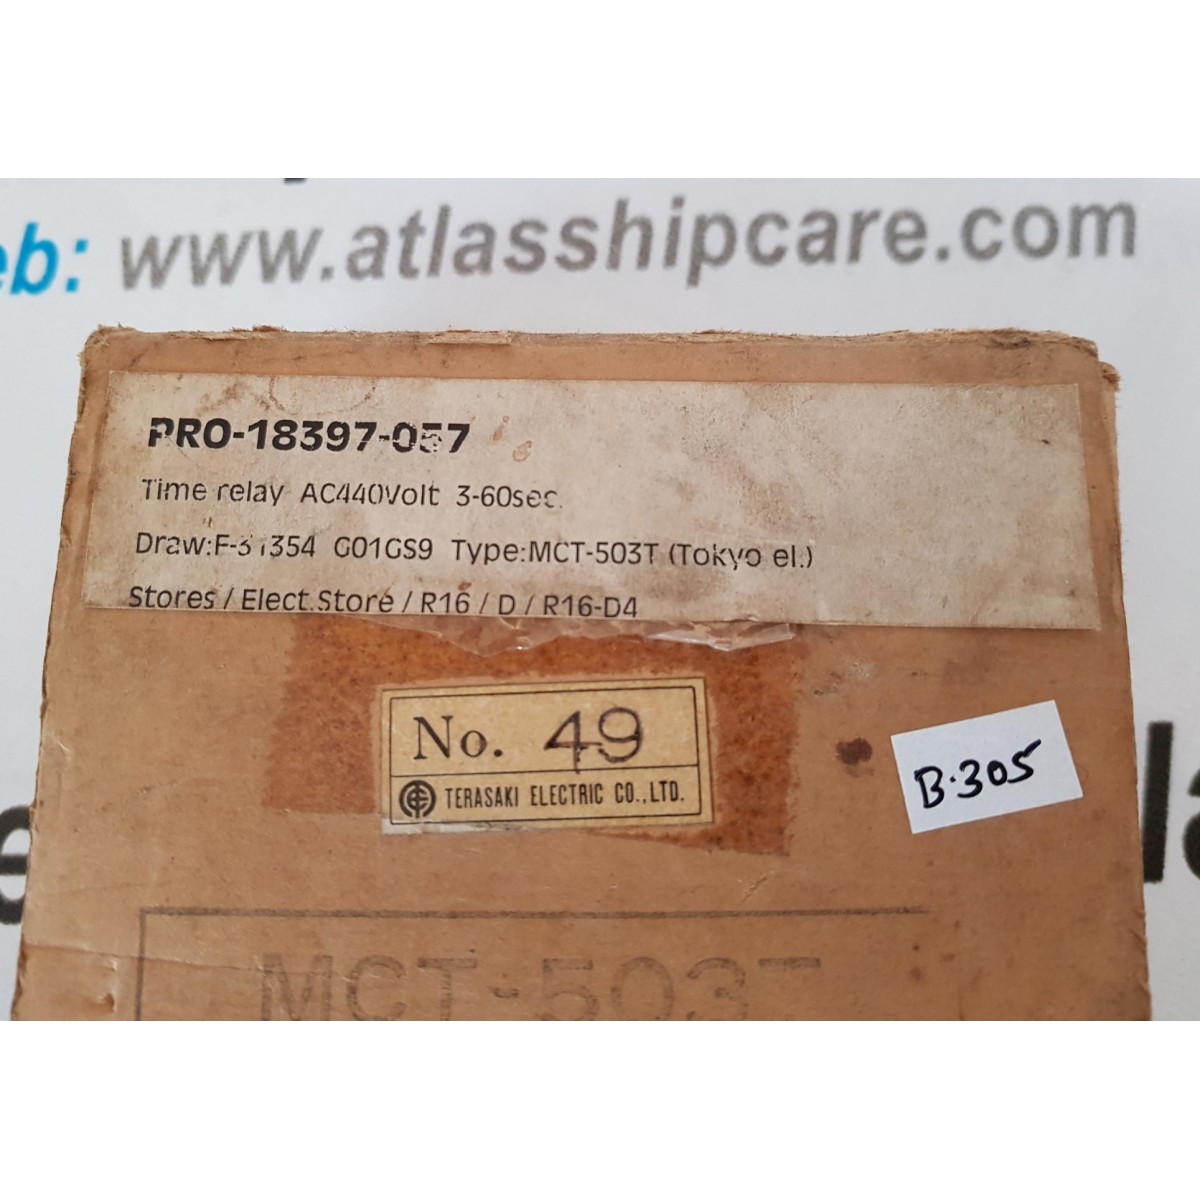 eb: www.atlasshipcare.com
PRO-18397-057
Time relay AC440Volt 3-60sec.
Draw:F-31354 G01GS9 Type:MCT-503T (Tokyo el.)
Stores / Elect.Store / R16 / D / R16-D4
No. 49
TERASAKI ELECTRIC CO.,LTD.
B.305
MCT-503T